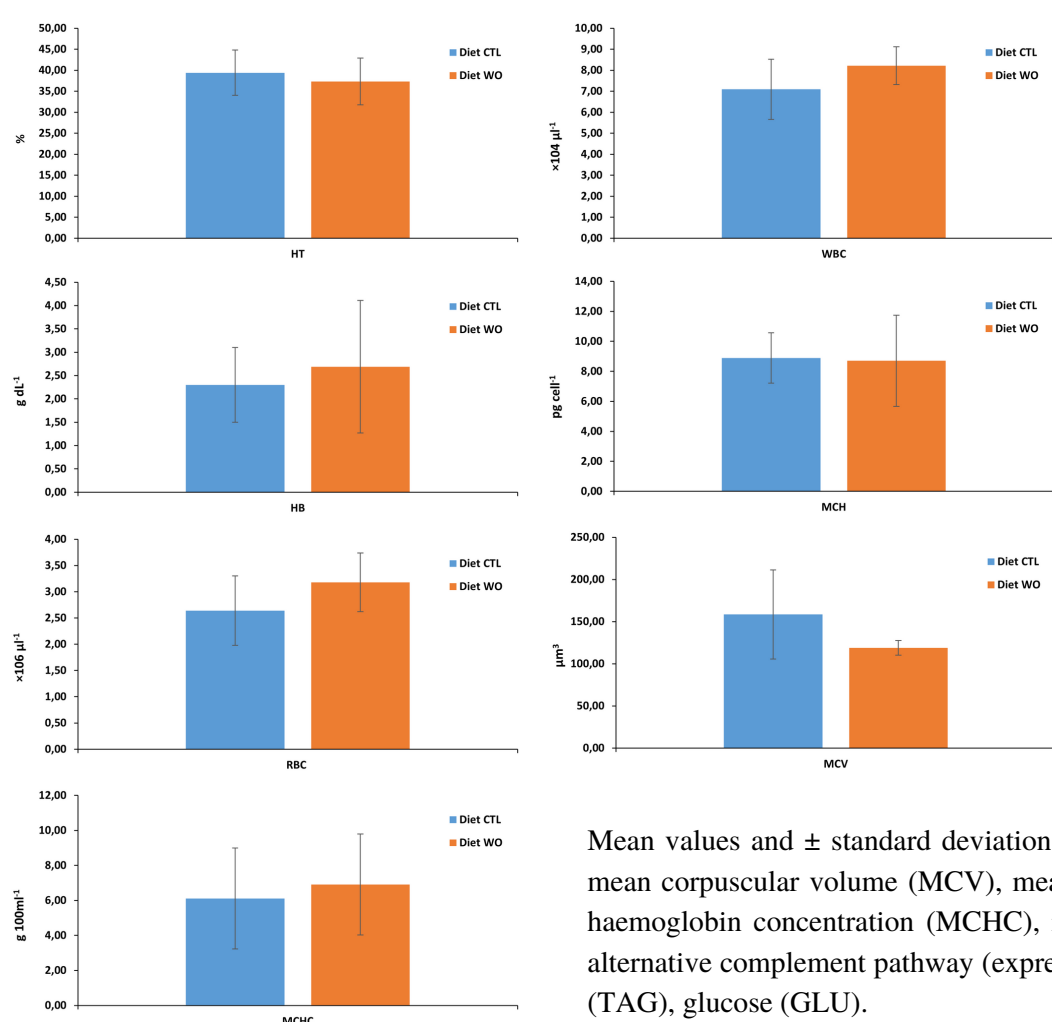 50,00
45,00
40,00
35,00
30,00
25,00
20,00
15,00
10,00
5,00
0,00
%
HT
Diet CTL
Diet WO
10,00
9,00
8,00
7,00
6,00
5,00
4,00
3,00
2,00
1,00
0,00
×104 µl-1
WBC
Diet CTL
Diet WO
4,50
4,00
3,50
3,00
2,50
2,00
1,50
1,00
0,50
0,00
g dL-1
HB
Diet CTL
Diet WO
14,00
12,00
10,00
8,00
6,00
4,00
2,00
0,00
pg cell-1
MCH
Diet CTL
Diet WO
4,00
3,50
3,00
2,50
2,00
1,50
1,00
0,50
0,00
×106 µl-1
RBC
Diet CTL
Diet WO
250,00
200,00
150,00
100,00
50,00
0,00
µm3
MCV
Diet CTL
Diet WO
12,00
10,00
8,00
6,00
4,00
2,00
0,00
g 100ml-1
MCHC
Diet CTL
Diet WO
Mean values and ± standard deviation
mean corpuscular volume (MCV), mea
haemoglobin concentration (MCHC),
alternative complement pathway (expre
(TAG), glucose (GLU).